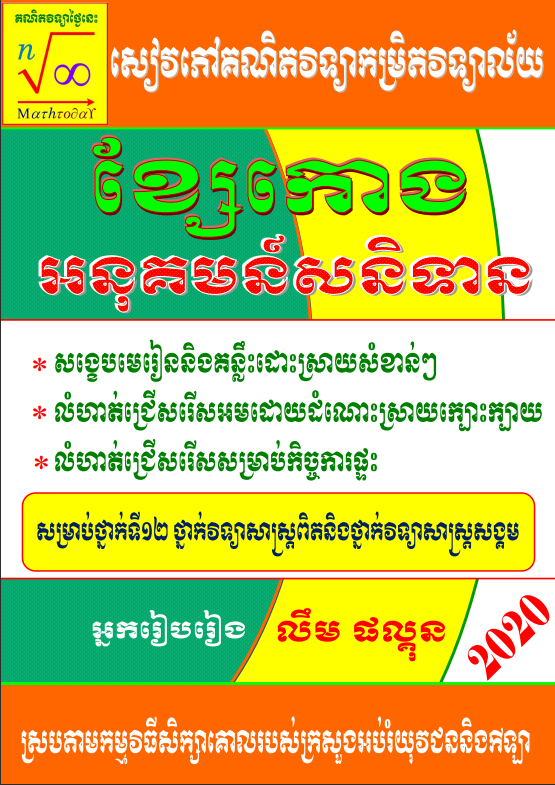 គណិតវិទ្យាថ្ងៃនេះ
n√∞
Mαthtο∂αΥ
សៀវភៅគណិតវិទ្យាកម្រិតវិទ្យាល័យ
ខ្សែកោង
អនុគមន៍សនិទាន
* សង្ខេបមេរៀននិងគន្លឹះដោះស្រាយសំខាន់ៗ
* លំហាត់ជ្រើសរើសអមដោយដំណោះស្រាយក្បោះក្បាយ
* លំហាត់ជ្រើសរើសសម្រាប់កិច្ចការផ្ទះ
សម្រាប់ថ្នាក់ទី១២ ថ្នាក់វិទ្យាសាស្ត្រពិតនិងថ្នាក់វិទ្យាសាស្ត្រសង្គម
អ្នករៀបរៀង លឹម ផល្គុន
2020
ស្របតាមកម្មវិធីសិក្សាគោលរបស់ក្រសួងអប់រំយុវជននិងកីឡា